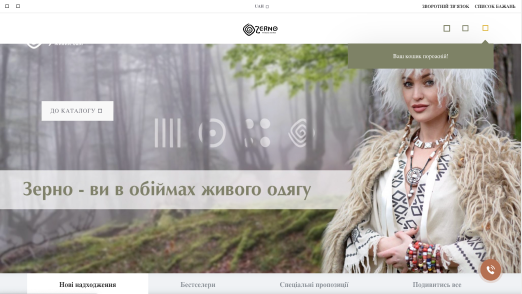 ЗВОРОТНІЙ ЗВ'ЯЗОК СПИСОК БАЖАНЬ
ZERNO
Ваш кошик порожній!
ДО КАТАЛОГУ
Зерно - ви в обіймах живого одягу
Нові надходження Бестселери Спеціальні пропозиції Подивитись все